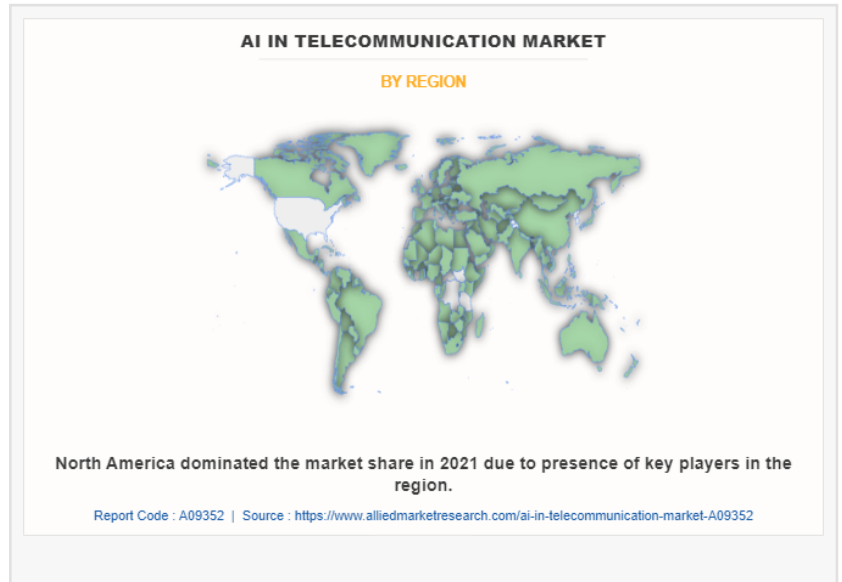 AI IN TELECOMMUNICATION MARKET
BY REGION
North America dominated the market share in 2021 due to presence of key players in the
region.
Report Code : A09352 | Source : https://www.alliedmarketresearch.com/ai-in-telecommunication-market-A09352